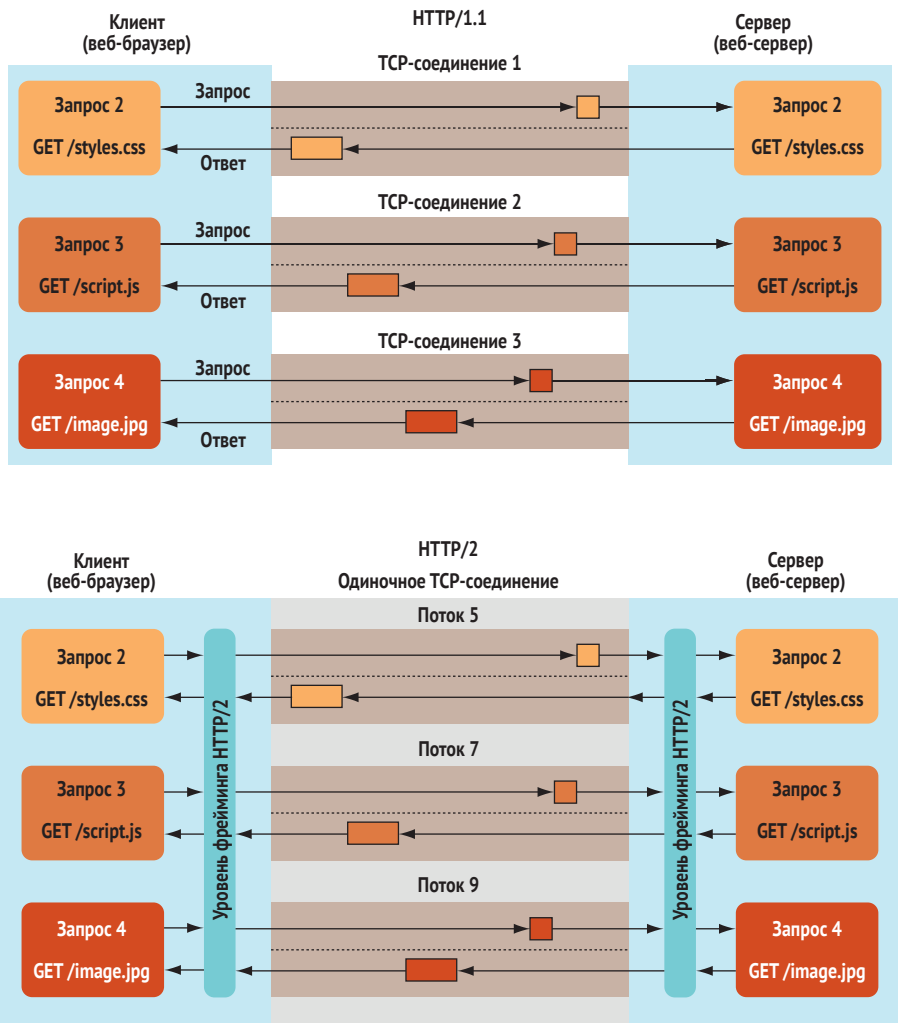 HTTP/1.1
Клиент
(веб-браузер)
Сервер
(веб-сервер)
TCP-соединение 1
Запрос 2
GET /styles.css
Запрос
Ответ
Запрос 2
GET /styles.css
TCP-соединение 2
Запрос 3
GET /script.js
Запрос
Ответ
Запрос 3
GET /script.js
TCP-соединение 3
Запрос 4
GET /image.jpg
Запрос
Ответ
Запрос 4
GET /image.jpg
HTTP/2
Клиент
(веб-браузер)
Одиночное TCP-соединение
Сервер
(веб-сервер)
Поток 5
Запрос 2
GET /styles.css
Запрос 2
GET /styles.css
Уровень фрейминга HTTP/2
Уровень фрейминга HTTP/2
Поток 7
Запрос 3
GET /script.js
Запрос 3
GET /script.js
Поток 9
Запрос 4
GET /image.jpg
Запрос 4
GET /image.jpg